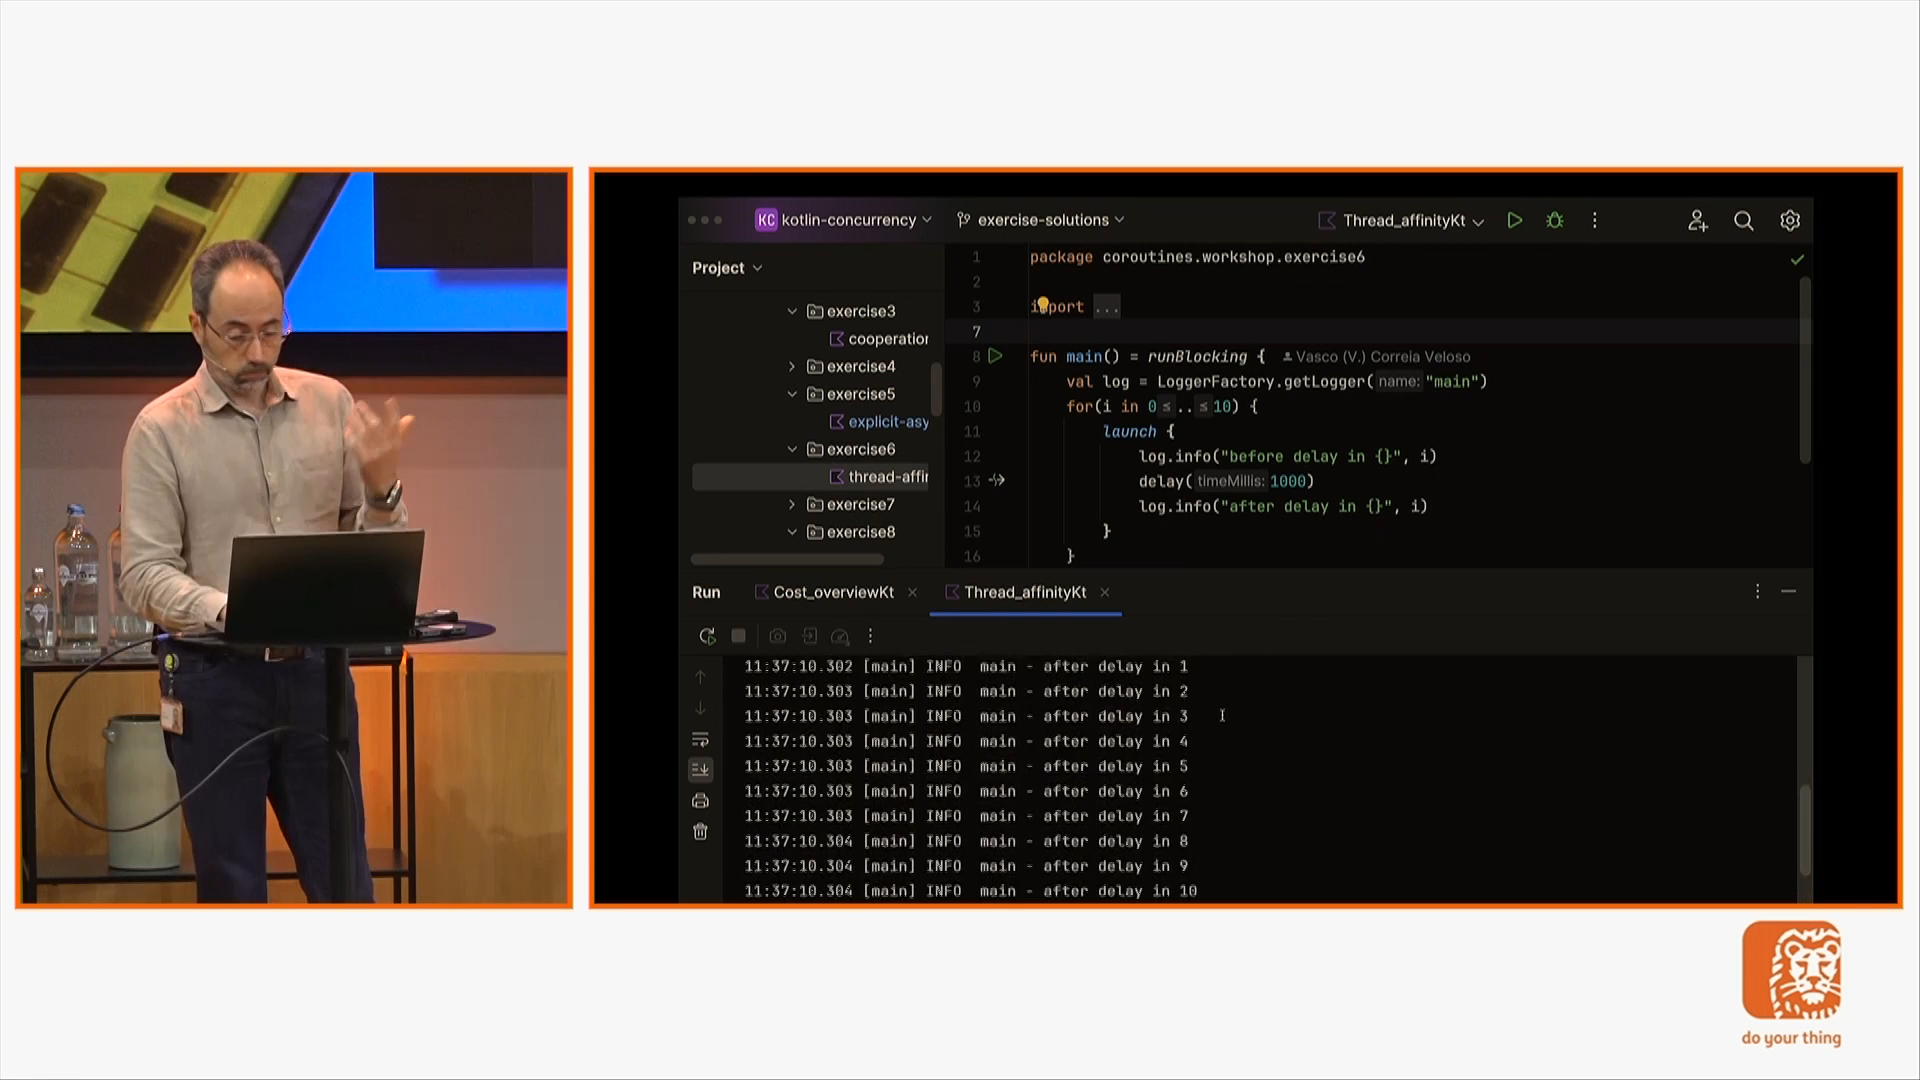 KC kotlin-concurrency
exercise-solutions
Thread_affinityKt
Project
exercise3
cooperation
exercise4
exercise5
explicit-asy
exercise6
thread-affin
exercise7
exercise8
1 package coroutines.workshop.exercise6
2
3 import ...
7
8 fun main() = runBlocking { Vasco (V.) Correia Veloso
9 val log = LoggerFactory.getLogger( name: "main")
10 for(i in 0 ≤ .. ≤ 10) {
11 launch {
12 log.info("before delay in {}", i)
13 delay( timeMillis: 1000)
14 log.info("after delay in {}", i)
15 }
16 }
Run
Cost_overviewKt
Thread_affinityKt
11:37:10.302 [main] INFO main - after delay in 1
11:37:10.303 [main] INFO main - after delay in 2
11:37:10.303 [main] INFO main - after delay in 3
11:37:10.303 [main] INFO main - after delay in 4
11:37:10.303 [main] INFO main - after delay in 5
11:37:10.303 [main] INFO main - after delay in 6
11:37:10.303 [main] INFO main - after delay in 7
11:37:10.304 [main] INFO main - after delay in 8
11:37:10.304 [main] INFO main - after delay in 9
11:37:10.304 [main] INFO main - after delay in 10
do your thing